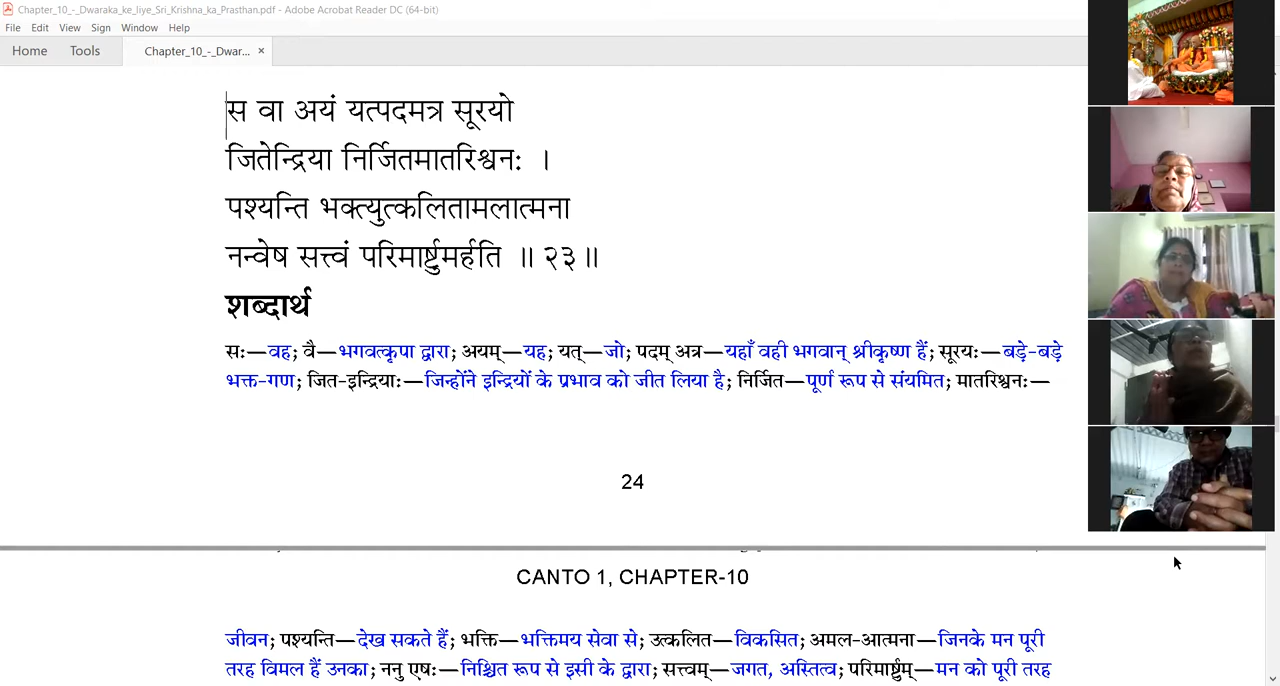 Chapter_10_-_Dwaraka_ke_liye_Sri_Krishna_ka_Prasthan.pdf - Adobe Acrobat Reader DC (64-bit)
File Edit View Sign Window Help
Home Tools Chapter_10_-_Dwar... ×
स वा अयं यत्पदमत्र सूरयो
जितेन्द्रिया निर्जितमातरिश्वनः ।
पश्यन्ति भक्त्युत्कलितामलात्मना
नन्वेष सत्त्वं परिमार्ष्टुमर्हति ॥ २३॥
शब्दार्थ
सः—वह; वै—भगवत्कृपा द्वारा; अयम्—यह; यत्—जो; पदम् अत्र—यहाँ वही भगवान् श्रीकृष्ण हैं; सूरयः—बड़े-बड़े
भक्त-गण; जित-इन्द्रियाः—जिन्होंने इन्द्रियों के प्रभाव को जीत लिया है; निर्जित—पूर्ण रूप से संयमित; मातरिश्वनः—
24
CANTO 1, CHAPTER-10
जीवन; पश्यन्ति—देख सकते हैं; भक्ति—भक्तिमय सेवा से; उत्कलित—विकसित; अमल-आत्मना—जिनके मन पूरी
तरह विमल हैं उनका; ननु एषः—निश्चित रूप से इसी के द्वारा; सत्त्वम्—जगत, अस्तित्व; परिमार्ष्टुम्—मन को पूरी तरह